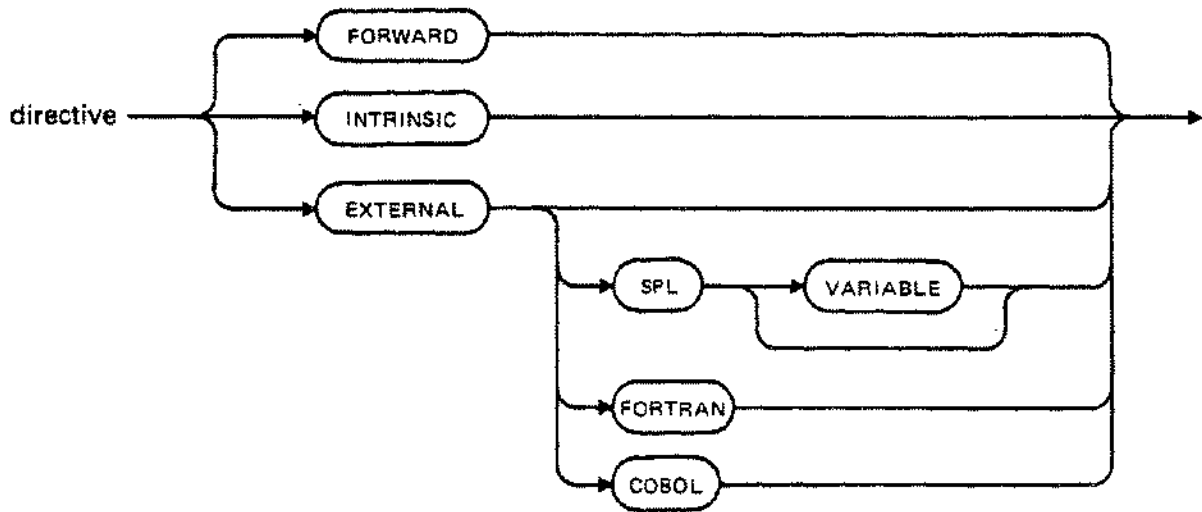 FORWARD
directive
INTRINSIC
EXTERNAL
SPL
VARIABLE
FORTRAN
COBOL